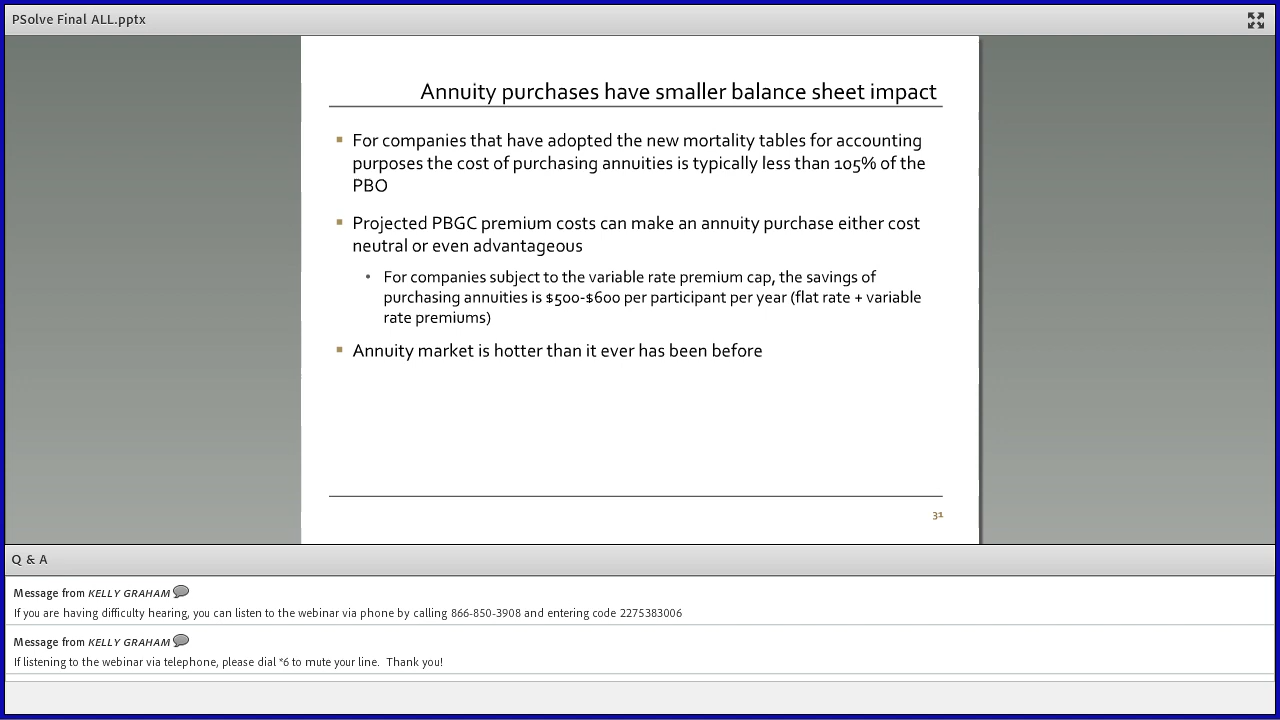 PSolve Final ALL.pptx
Annuity purchases have smaller balance sheet impact
For companies that have adopted the new mortality tables for accounting
purposes the cost of purchasing annuities is typically less than 105% of the
PBO
Projected PBGC premium costs can make an annuity purchase either cost
neutral or even advantageous
For companies subject to the variable rate premium cap, the savings of
purchasing annuities is $500-$600 per participant per year (flat rate + variable
rate premiums)
Annuity market is hotter than it ever has been before
31
Q & A
Message from KELLY GRAHAM
If you are having difficulty hearing, you can listen to the webinar via phone by calling 866-850-3908 and entering code 2275383006
Message from KELLY GRAHAM
If listening to the webinar via telephone, please dial *6 to mute your line.  Thank you!